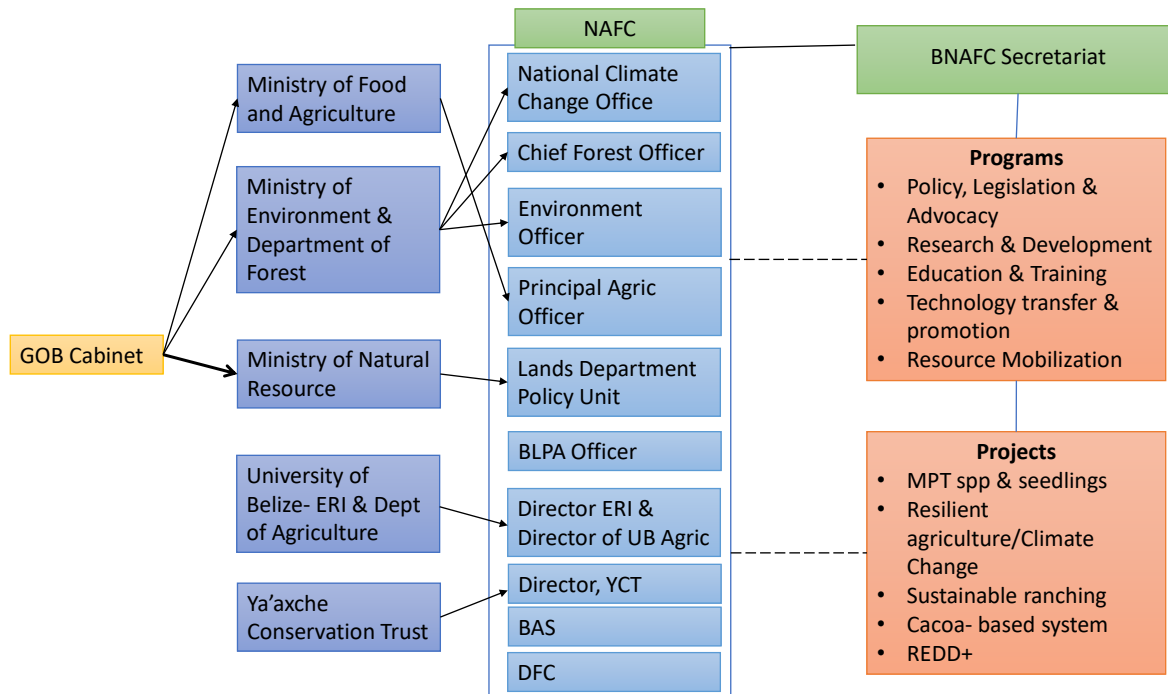 GOB Cabinet
Ministry of Food
and Agriculture
Ministry of
Environment &
Department of
Forest
Ministry of Natural
Resource
University of
Belize- ERI & Dept
of Agriculture
Ya'axche
Conservation Trust
NAFC
National Climate
Change Office
Chief Forest Officer
Environment
Officer
Principal Agric
Officer
Lands Department
Policy Unit
BLPA Officer
Director ERI &
Director of UB Agric
Director, YCT
BAS
DFC
BNAFC Secretariat
Programs
• Policy, Legislation &
Advocacy
• Research & Development
• Education & Training
• Technology transfer &
promotion
• Resource Mobilization
Projects
• MPT spp & seedlings
• Resilient
agriculture/Climate
Change
• Sustainable ranching
• Cacoa- based system
• REDD+